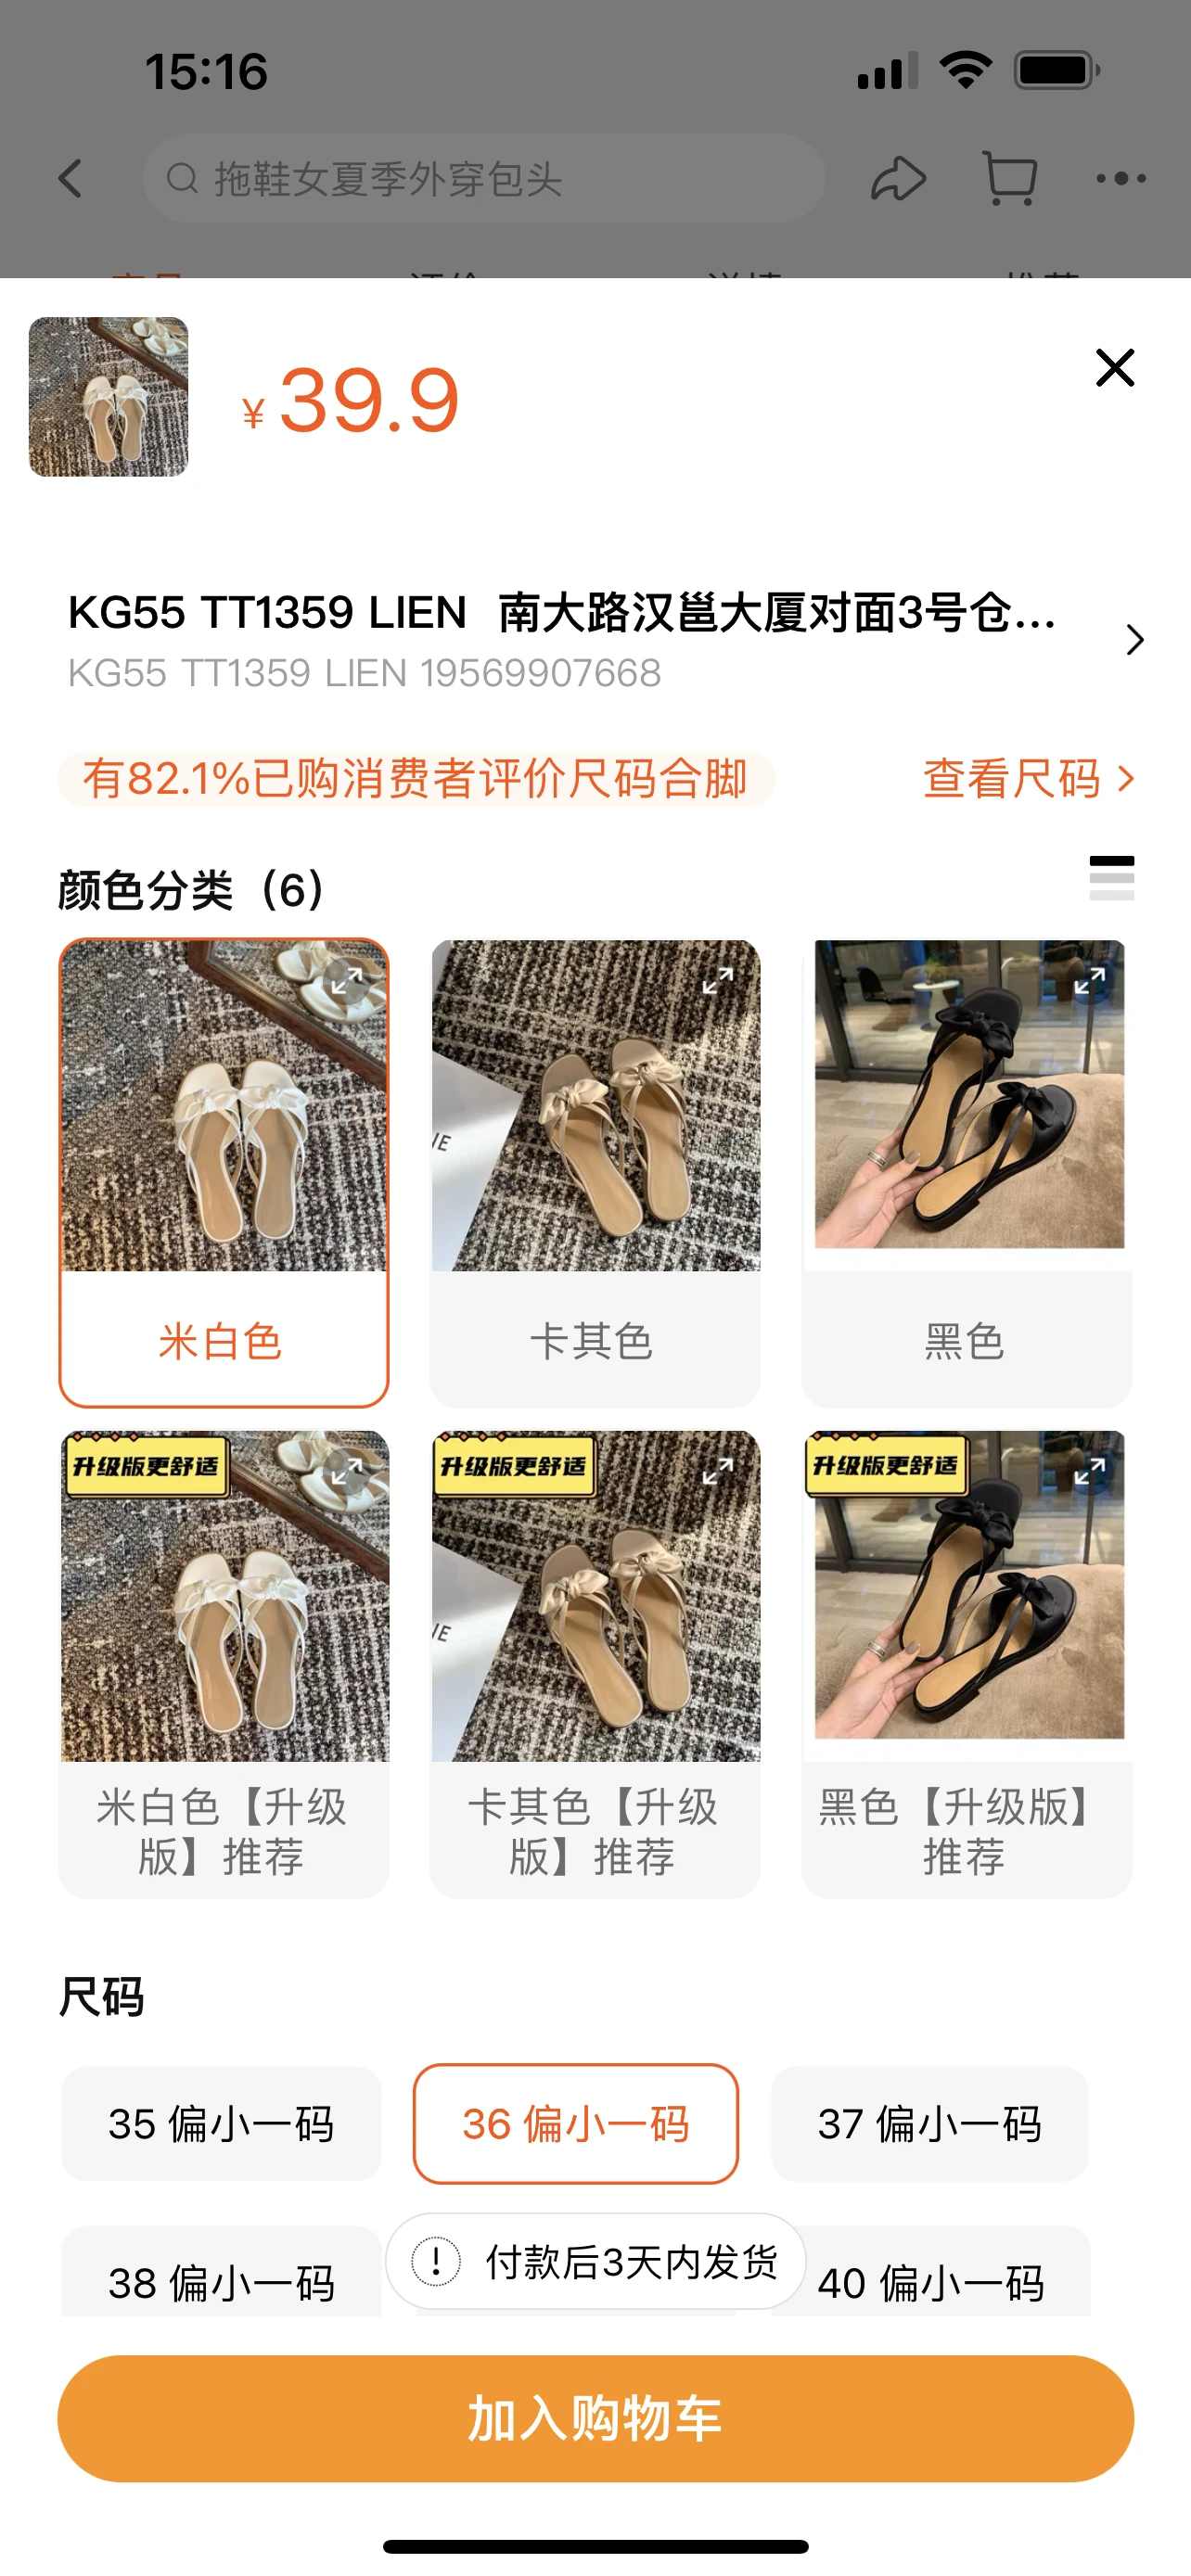 15:16
拖鞋女夏季外穿包头
¥39.9
KG55 TT1359 LIEN 南大路汉邕大厦对面3号仓...
KG55 TT1359 LIEN 19569907668
有82.1%已购消费者评价尺码合脚
查看尺码
颜色分类（6）
米白色
卡其色
黑色
升级版更舒适
升级版更舒适
升级版更舒适
米白色【升级
版】推荐
卡其色【升级
版】推荐
黑色【升级版】
推荐
尺码
35 偏小一码
36 偏小一码
37 偏小一码
38 偏小一码
付款后3天内发货
40 偏小一码
加入购物车